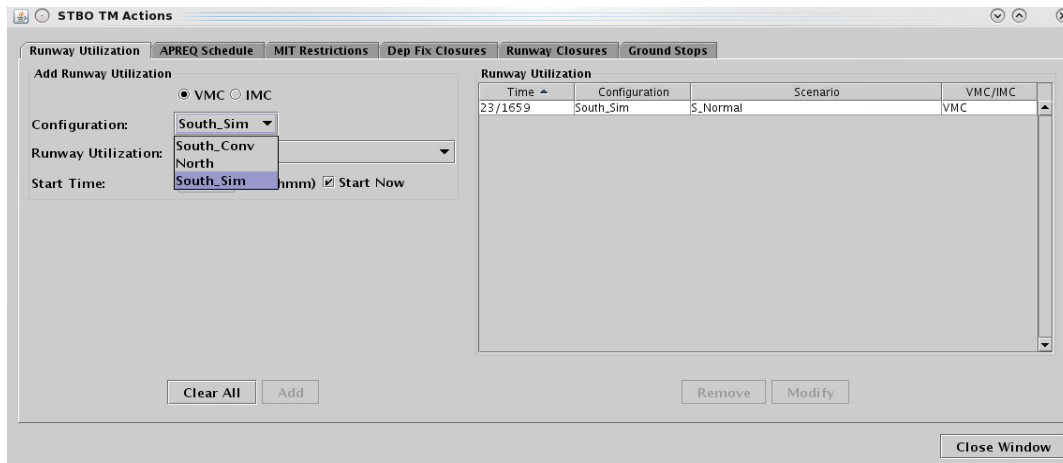 STBO TM Actions
Runway Utilization APREQ Schedule MIT Restrictions Dep Fix Closures Runway Closures Ground Stops
Add Runway Utilization
VMC IMC
Configuration: South_Sim
South_Conv
North
South_Sim
Runway Utilization:
Start Time: hmm) Start Now
Clear All Add
Runway Utilization
Time Configuration Scenario VMC/IMC
23/1659 South_Sim S_Normal VMC
Remove Modify
Close Window